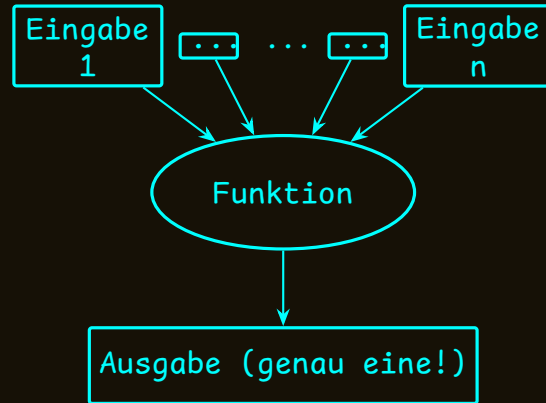 Eingabe 1
...
...
...
Eingabe n
Funktion
Ausgabe (genau eine!)